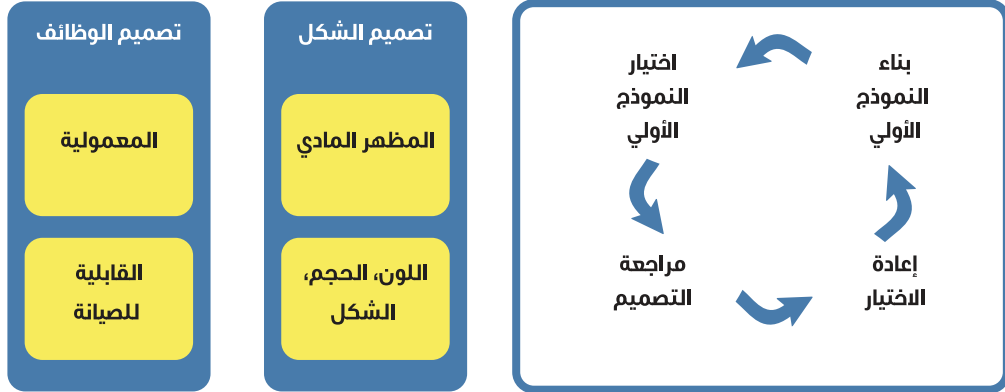 بناء
النموذج
الأولي
اختيار
النموذج
الأولي
مراجعة
التصميم
إعادة
الاختيار
تصميم الشكل
المظهر المادي
اللون، الحجم،
الشكل
تصميم الوظائف
المعمولية
القابلية
للصيانة